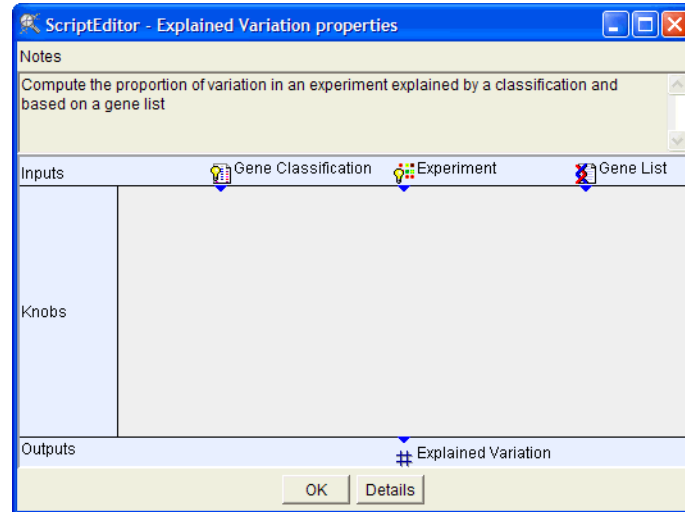 ScriptEditor - Explained Variation properties
Notes
Compute the proportion of variation in an experiment explained by a classification and
based on a gene list
Inputs Gene Classification Experiment Gene List
Knobs
Outputs # Explained Variation
OK Details